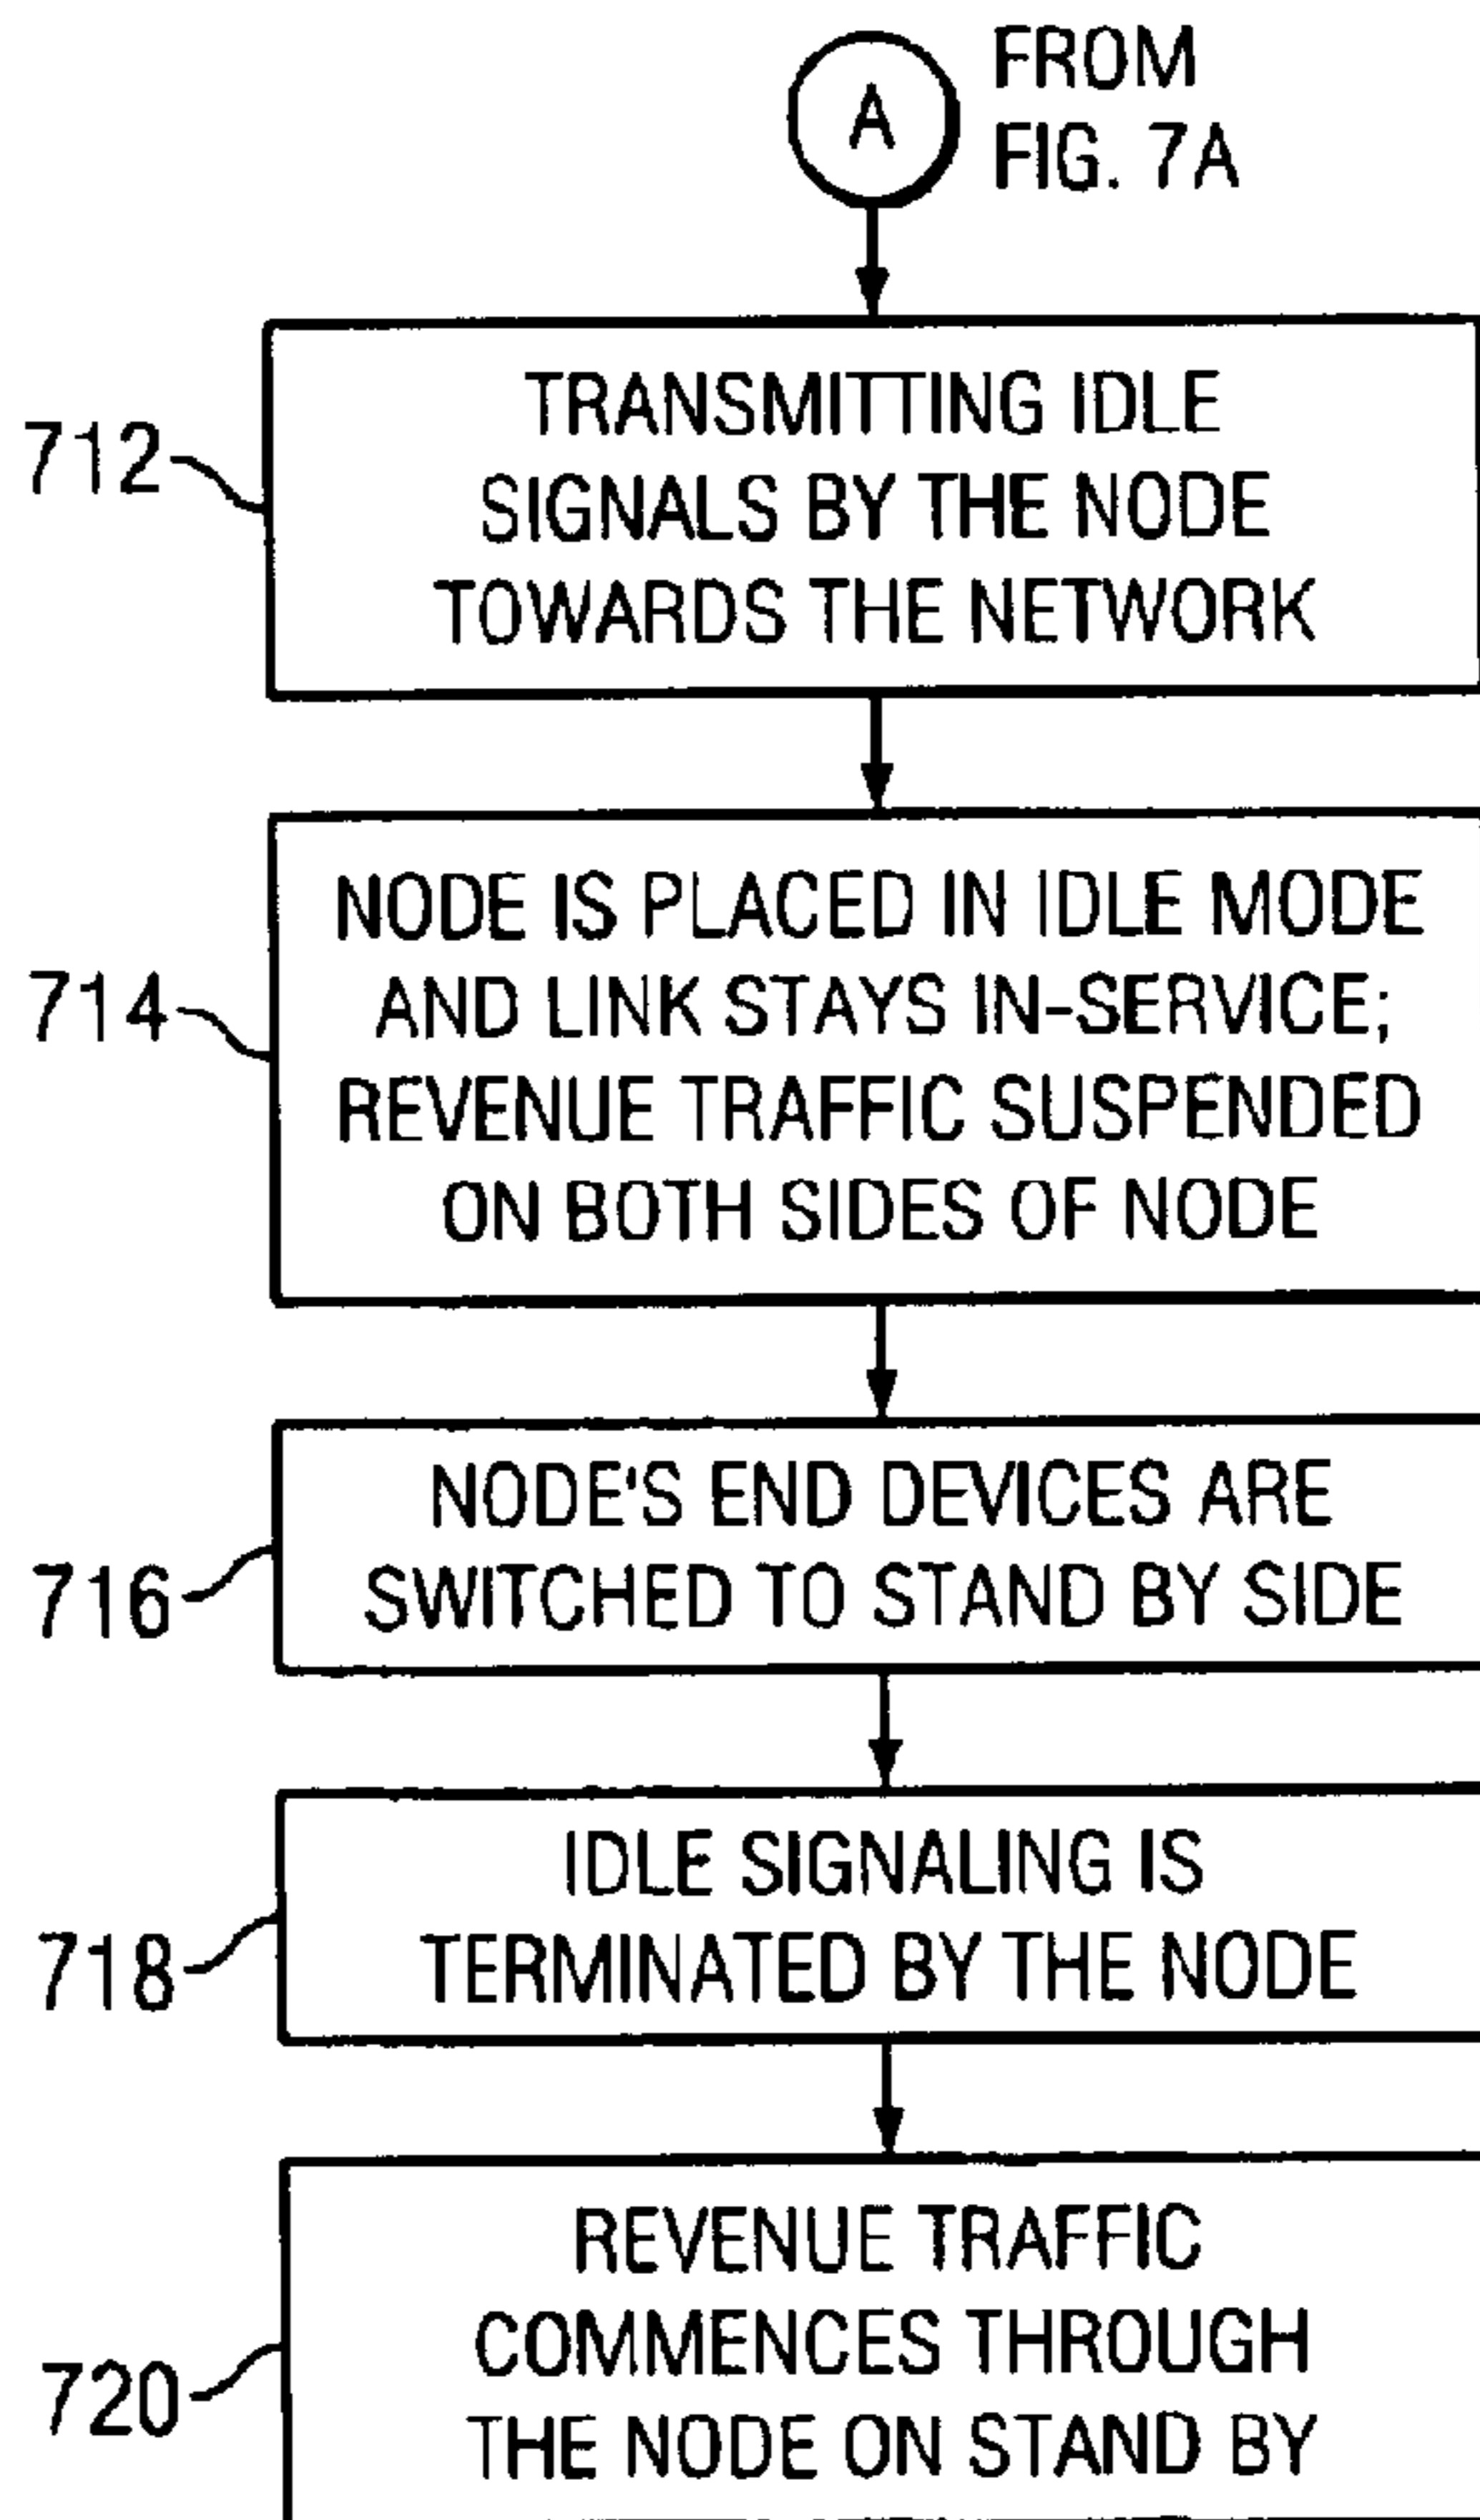 A
FROM
FIG. 7A
712
TRANSMITTING IDLE
SIGNALS BY THE NODE
TOWARDS THE NETWORK
714
NODE IS PLACED IN IDLE MODE
AND LINK STAYS IN-SERVICE;
REVENUE TRAFFIC SUSPENDED
ON BOTH SIDES OF NODE
716
NODE'S END DEVICES ARE
SWITCHED TO STAND BY SIDE
718
IDLE SIGNALING IS
TERMINATED BY THE NODE
720
REVENUE TRAFFIC
COMMENCES THROUGH
THE NODE ON STAND BY